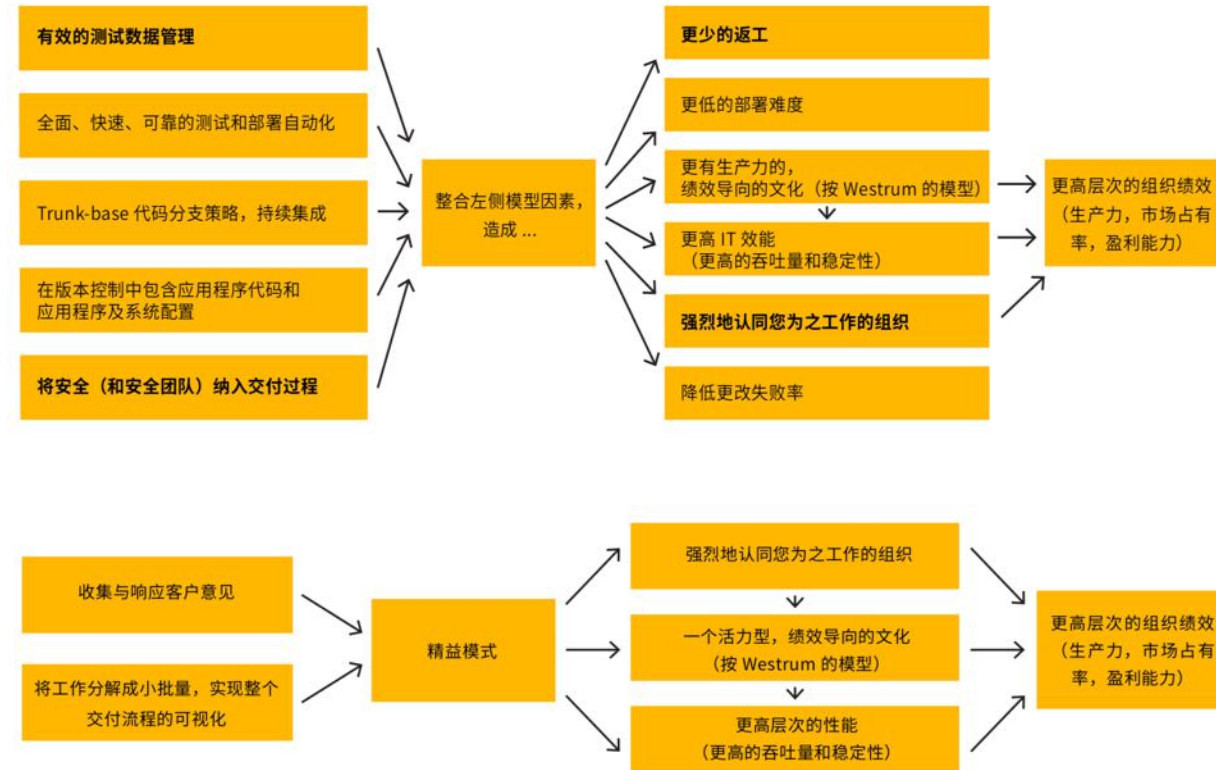 有效的测试数据管理
全面、快速、可靠的测试和部署自动化
Trunk-base 代码分支策略，持续集成
在版本控制中包含应用程序代码和
应用程序及系统配置
将安全（和安全团队）纳入交付过程
整合左侧模型因素，
造成 ...
更少的返工
更低的部署难度
更有生产力的，
绩效导向的文化（按 Westrum 的模型）
更高 IT 效能
（更高的吞吐量和稳定性）
强烈地认同您为之工作的组织
降低更改失败率
更高层次的组织绩效
（生产力，市场占有
率，盈利能力）
收集与响应客户意见
将工作分解成小批量，实现整个
交付流程的可视化
精益模式
强烈地认同您为之工作的组织
一个活力型，绩效导向的文化
（按 Westrum 的模型）
更高层次的性能
（更高的吞吐量和稳定性）
更高层次的组织绩效
（生产力，市场占有
率，盈利能力）